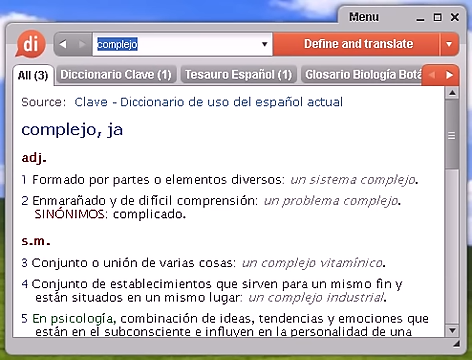 Menu
di
complejo
Define and translate
All (3)
Diccionario Clave (1)
Tesauro Español (1)
Glosario Biología Botá
Source: Clave - Diccionario de uso del español actual
complejo, ja
adj.
1 Formado por partes o elementos diversos: un sistema complejo.
2 Enmarañado y de difícil comprensión: un problema complejo.
SINÓNIMOS: complicado.
s.m.
3 Conjunto o unión de varias cosas: un complejo vitamínico.
4 Conjunto de establecimientos que sirven para un mismo fin y
están situados en un mismo lugar: un complejo industrial.
5 En psicología, combinación de ideas, tendencias y emociones que
están en el subconsciente e influyen en la personalidad de una